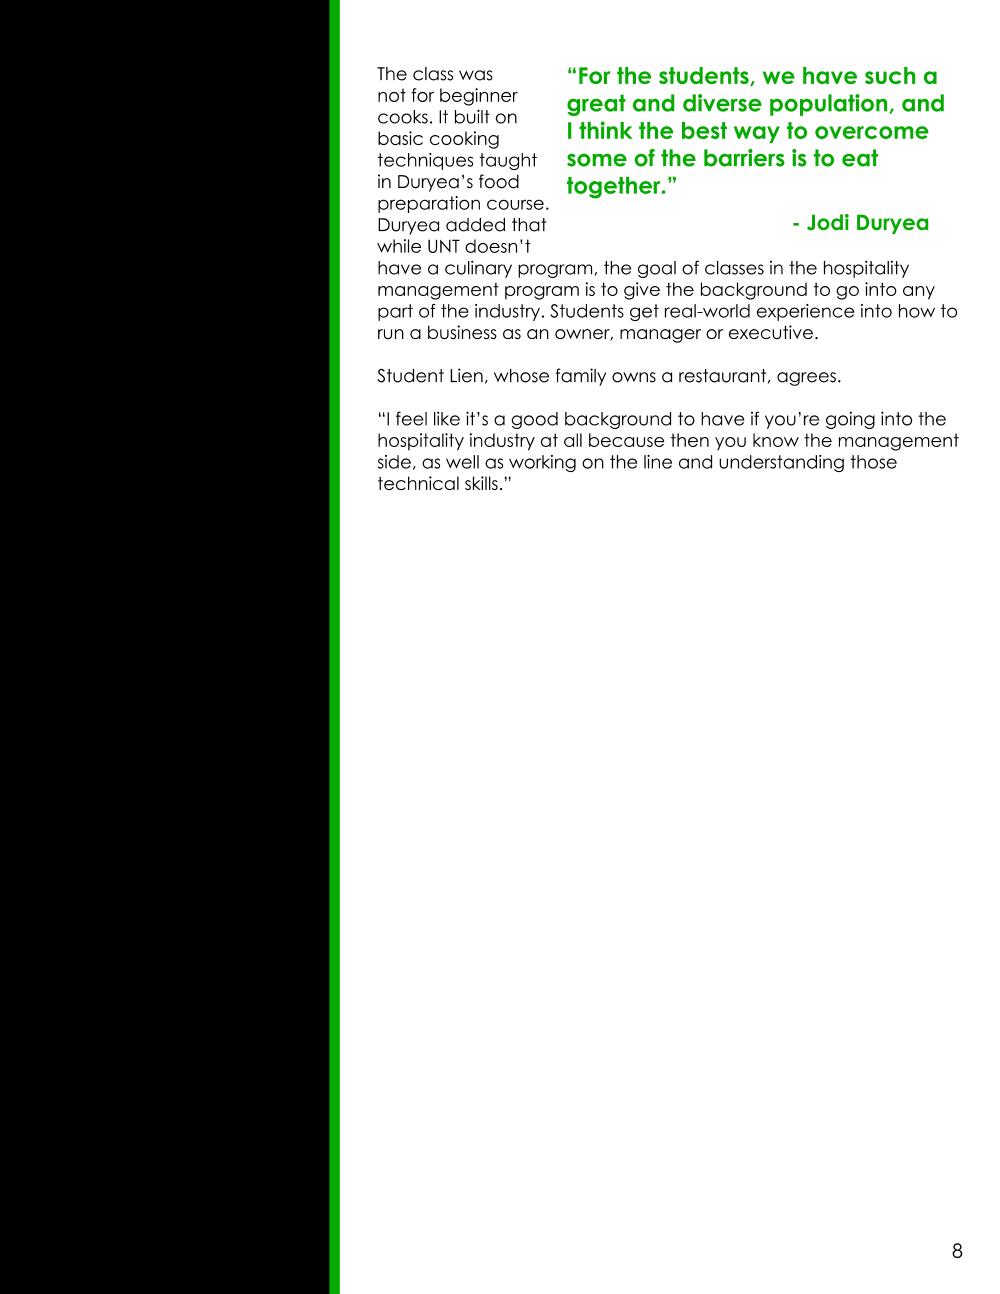 The class was
not for beginner
cooks. It built on
basic cooking
techniques taught
in Duryea’s food
preparation course.
Duryea added that
while UNT doesn’t
have a culinary program, the goal of classes in the hospitality
management program is to give the background to go into any
part of the industry. Students get real-world experience into how to
run a business as an owner, manager or executive.
Student Lien, whose family owns a restaurant, agrees.
“I feel like it’s a good background to have if you’re going into the
hospitality industry at all because then you know the management
side, as well as working on the line and understanding those
technical skills.”
“For the students, we have such a
great and diverse population, and
I think the best way to overcome
some of the barriers is to eat
together.”
- Jodi Duryea
8